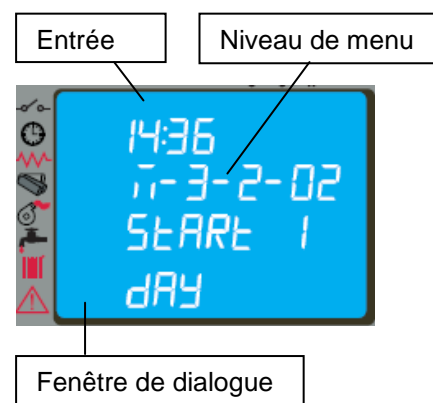 Entrée
Niveau de menu
14:36
m-3-2-02
StARt 1
dAY
Fenêtre de dialogue